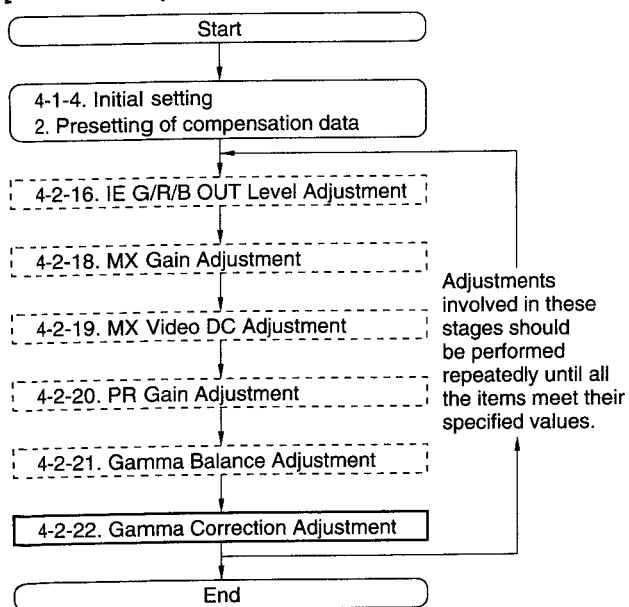 Start
4-1-4. Initial setting
2. Presetting of compensation data
4-2-16. IE G/R/B OUT Level Adjustment
4-2-18. MX Gain Adjustment
4-2-19. MX Video DC Adjustment
4-2-20. PR Gain Adjustment
4-2-21. Gamma Balance Adjustment
4-2-22. Gamma Correction Adjustment
End
Adjustments
involved in these
stages should
be performed
repeatedly until all
the items meet their
specified values.